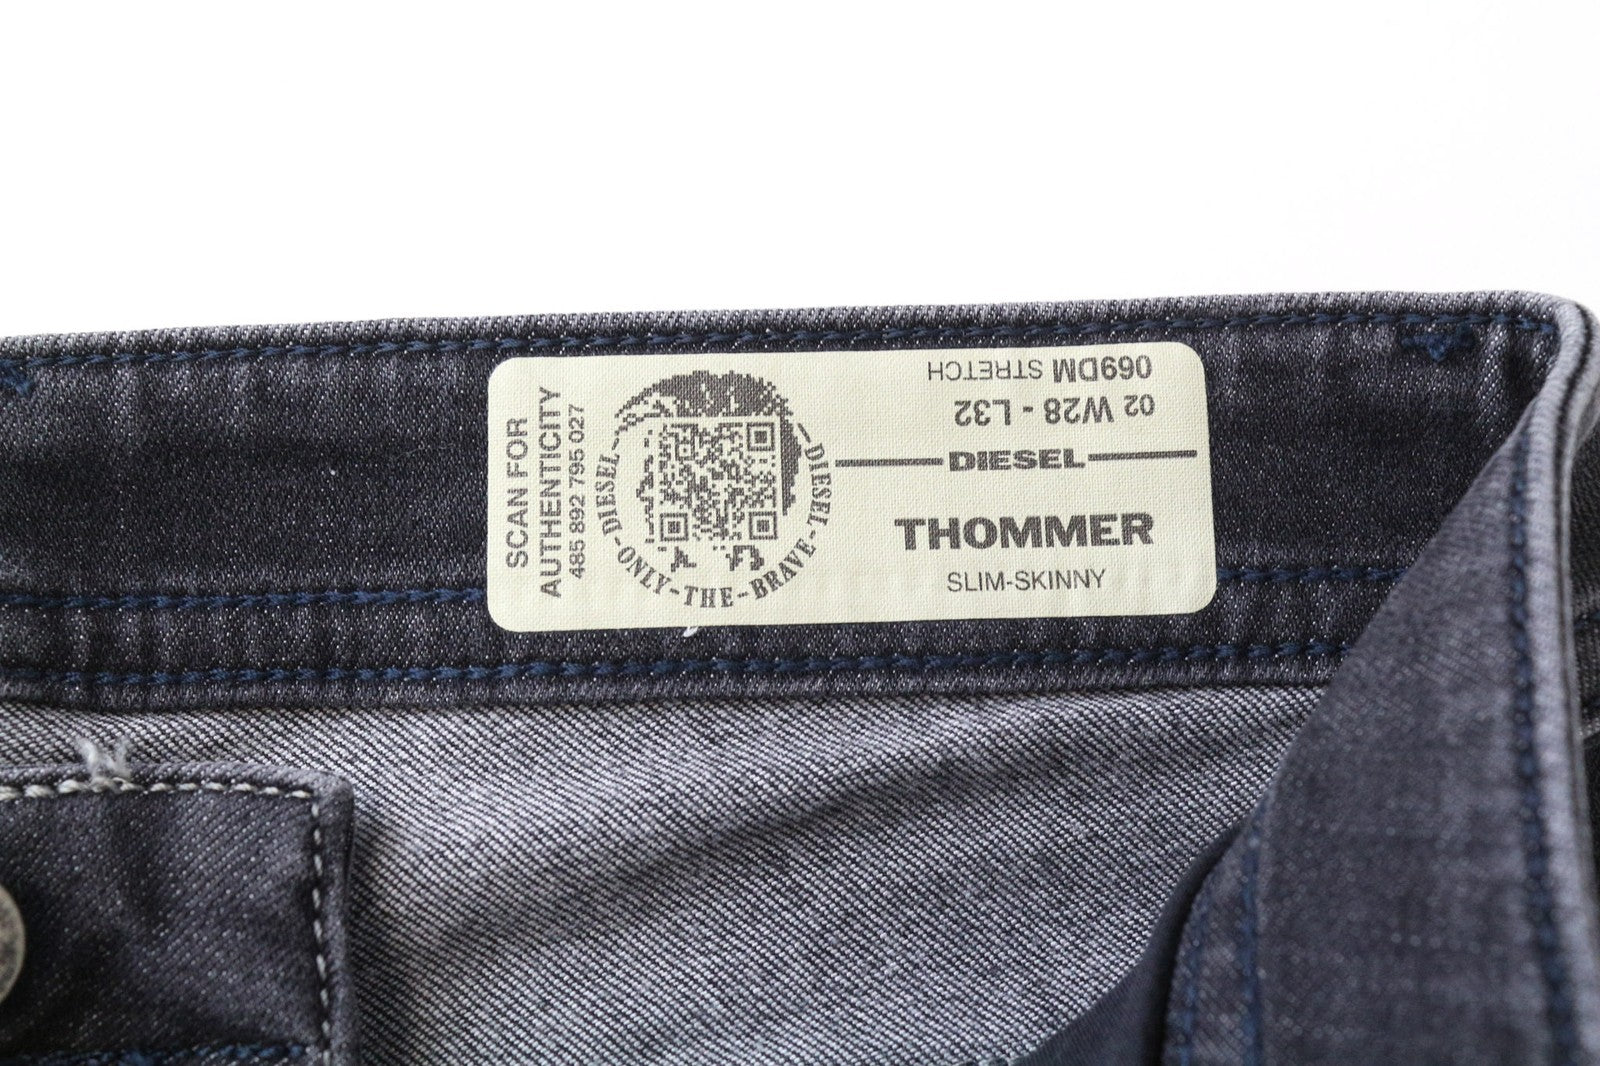 SCAN FOR
AUTHENTICITY
485 892 795 027
DIESEL-ONLY-THE-BRAVE-DIESEL
069DM STRETCH
02 W28 - L32
DIESEL
THOMMER
SLIM-SKINNY